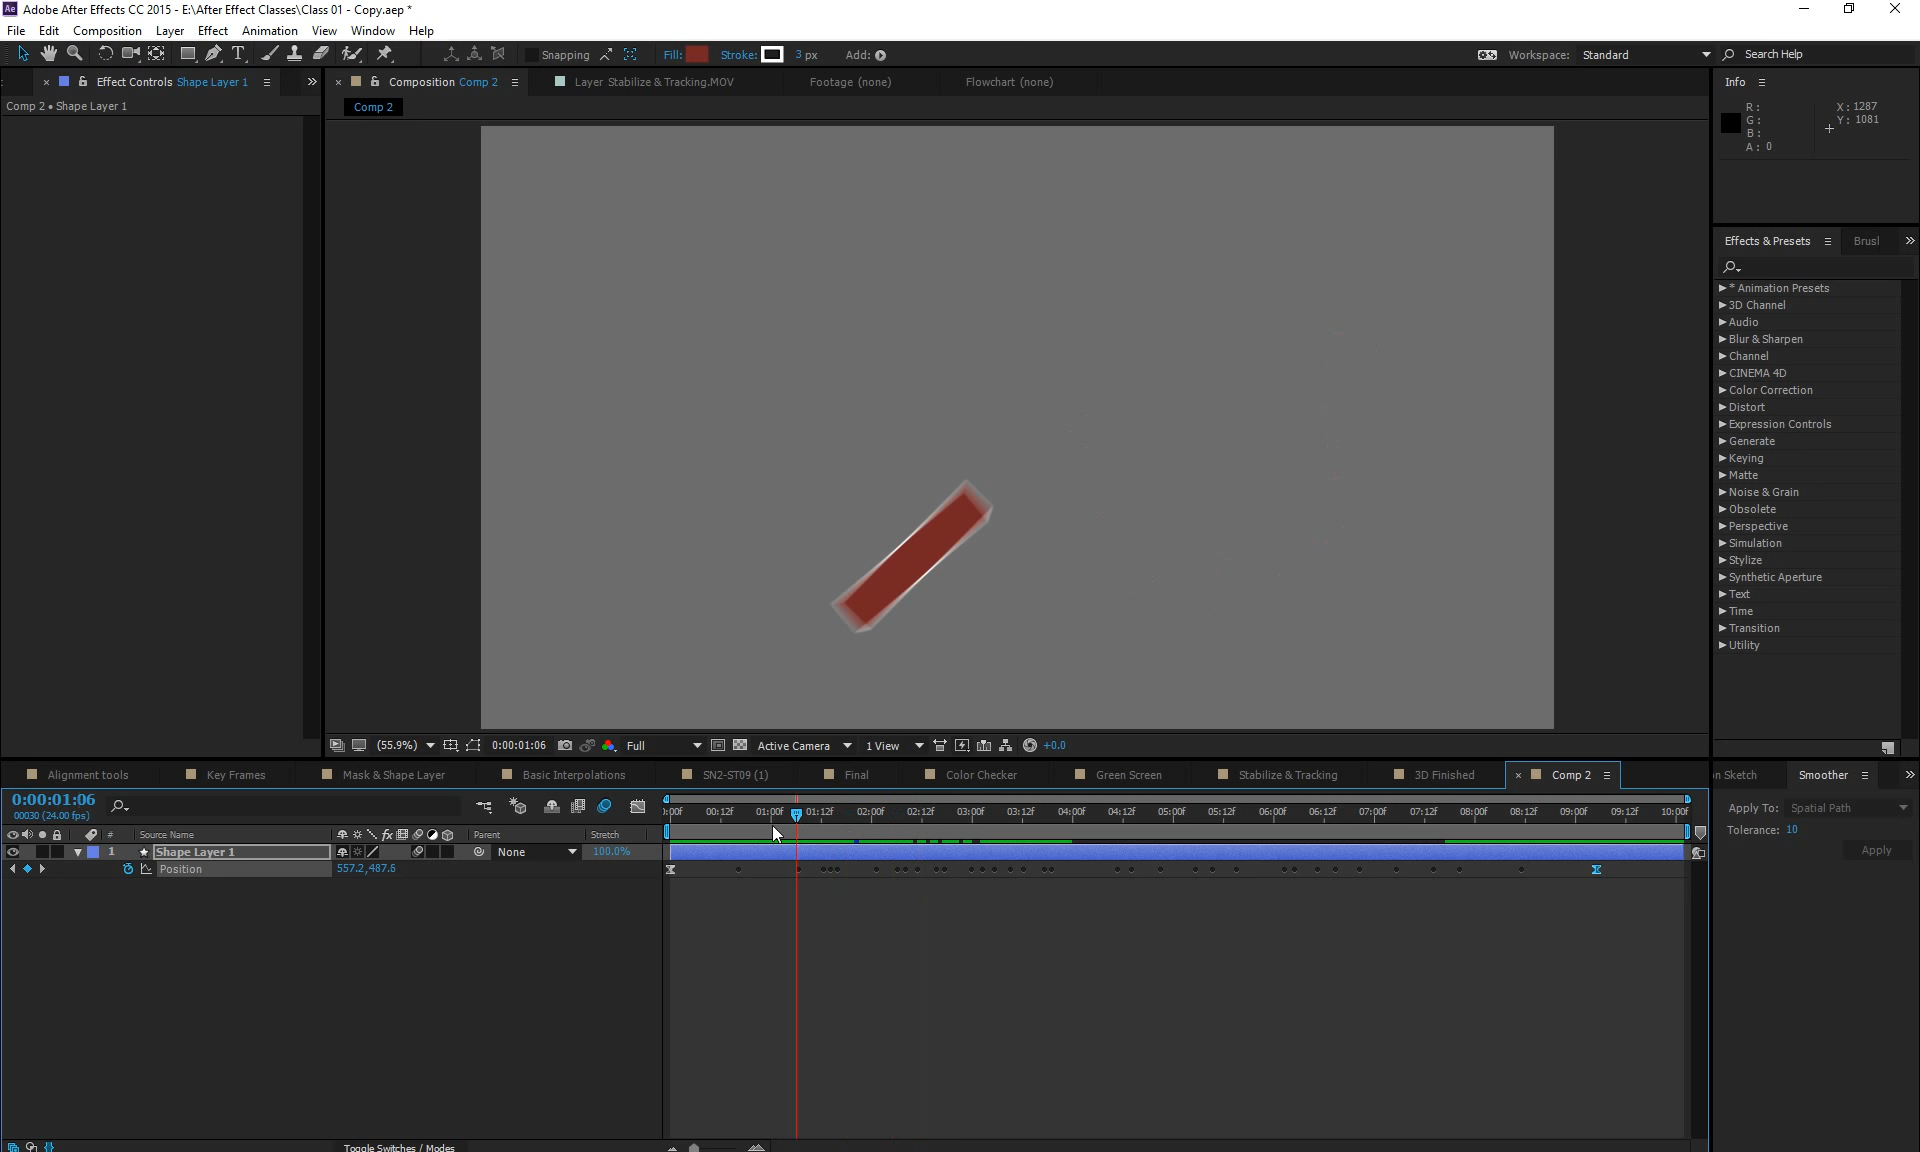 Adobe After Effects CC 2015 - E:\After Effect Classes\Class 01 - Copy.aep *
File Edit Composition Layer Effect Animation View Window Help
Snapping Fill: Stroke: 3 px Add: Workspace: Standard Search Help
Effect Controls Shape Layer 1
Composition Comp 2
Layer Stabilize & Tracking.MOV
Footage (none)
Flowchart (none)
Info
Comp 2 • Shape Layer 1
Comp 2
R:
G:
B:
A: 0
X: 1287
Y: 1081
Effects & Presets
* Animation Presets
3D Channel
Audio
Blur & Sharpen
Channel
CINEMA 4D
Color Correction
Distort
Expression Controls
Generate
Keying
Matte
Noise & Grain
Obsolete
Perspective
Simulation
Stylize
Synthetic Aperture
Text
Time
Transition
Utility
(55.9%) 0:00:01:06 Full Active Camera 1 View +0.0
Alignment tools Key Frames Mask & Shape Layer Basic Interpolations SN2-ST09 (1) Final Color Checker Green Screen Stabilize & Tracking 3D Finished Comp 2
Sketch Smoother
0:00:01:06
00030 (24.00 fps)
00:12f 01:00f 01:12f 02:00f 02:12f 03:00f 03:12f 04:00f 04:12f 05:00f 05:12f 06:00f 06:12f 07:00f 07:12f 08:00f 08:12f 09:00f 09:12f 10:00f
Apply To: Spatial Path
Tolerance: 10
Apply
# Source Name Parent Stretch
1 Shape Layer 1 fx None 100.0%
Position 557.2,487.6
Toggle Switches / Modes